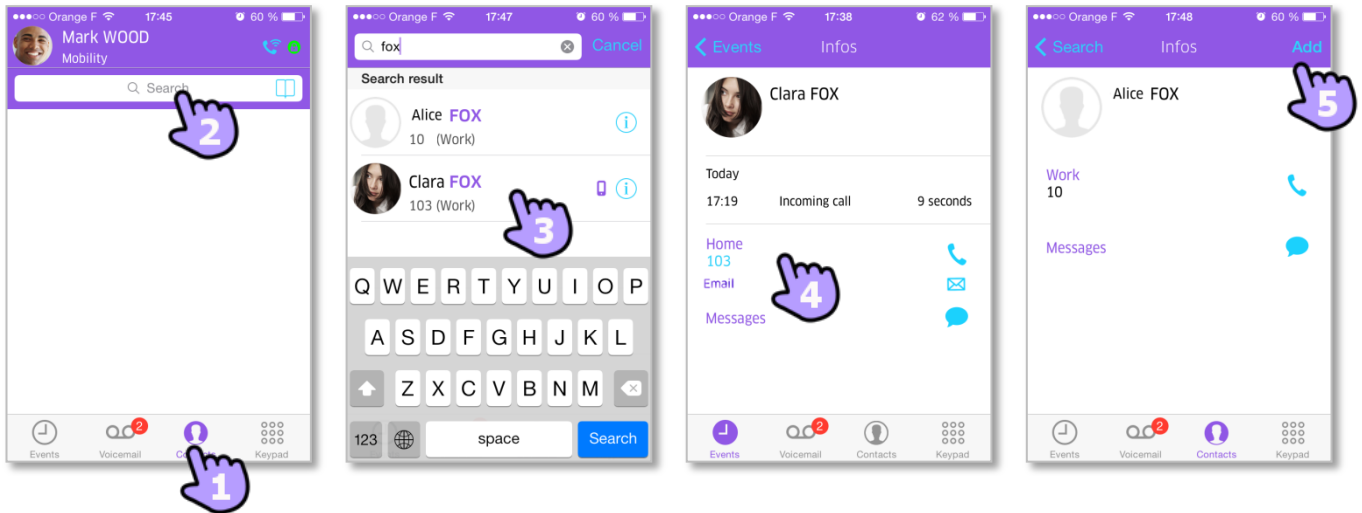 Orange F 17:45 60 %
Mark WOOD
Mobility
Search
2
2
Events Voicemail Contacts Keypad
1
Orange F 17:47 60 %
fox Cancel
Search result
Alice FOX
10 (Work)
Clara FOX
103 (Work)
3
Q W E R T Y U I O P
A S D F G H J K L
Z X C V B N M
123 space Search
Orange F 17:38 62 %
Events Infos
Clara FOX
Today
17:19 Incoming call 9 seconds
Home
103
Email
4
Messages
2
Events Voicemail Contacts Keypad
Orange F 17:48 60 %
Search Infos Add
5
Alice FOX
Work
10
Messages
2
Events Voicemail Contacts Keypad